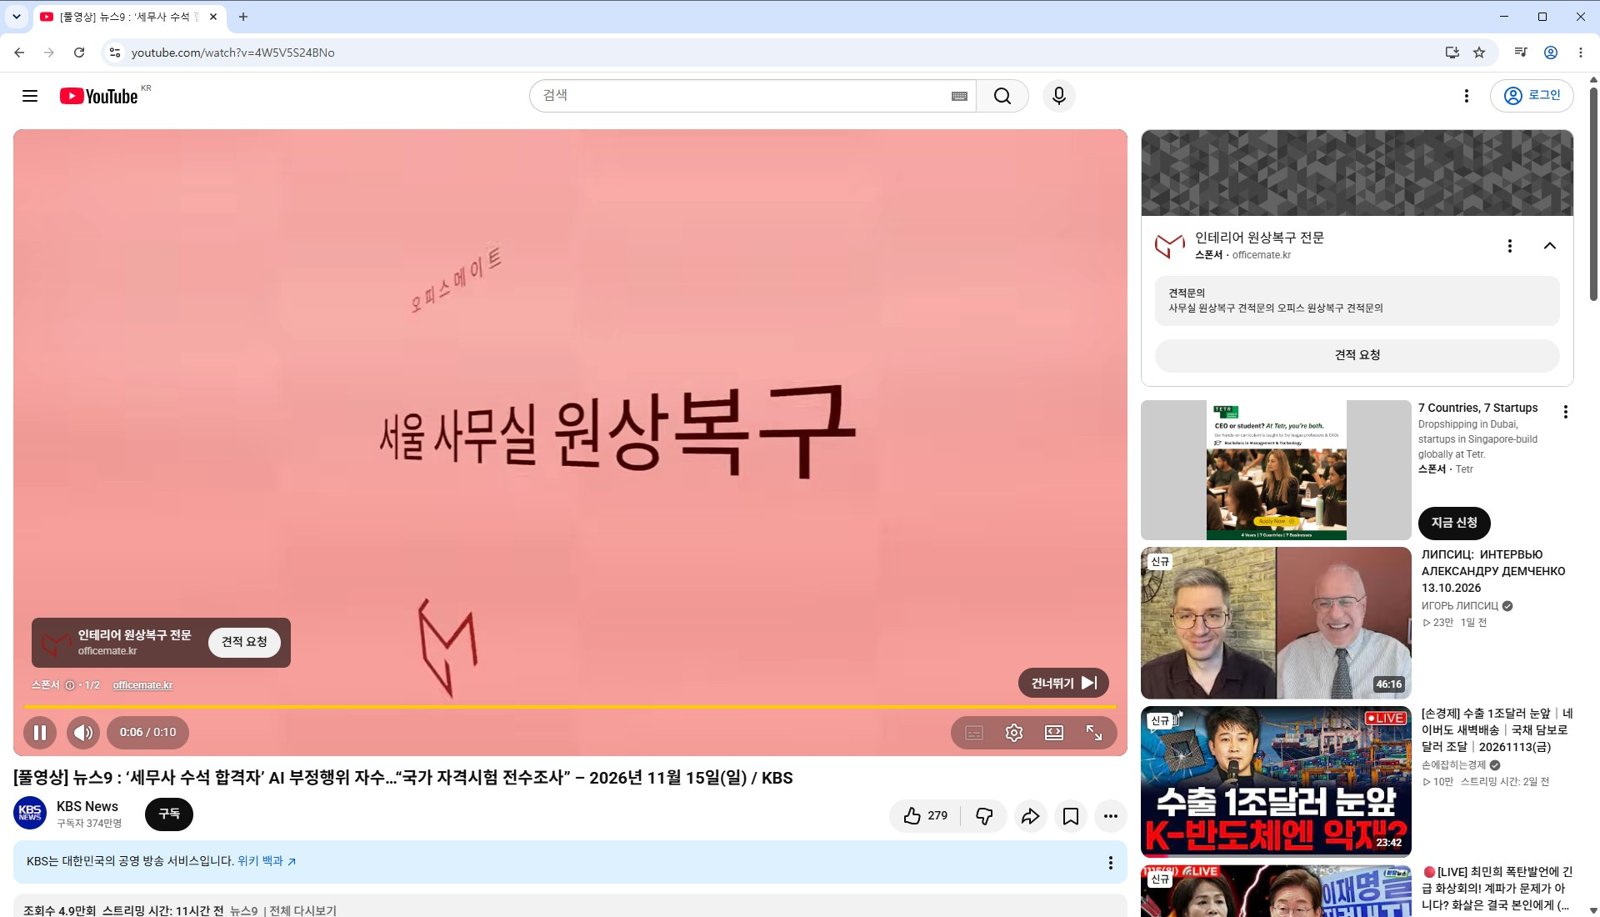 [풀영상] 뉴스9 : ‘세무사 수석 합
youtube.com/watch?v=4W5V5S24BNo
YouTube KR
검색
로그인
오피스메이트
서울 사무실 원상복구
인테리어 원상복구 전문
officemate.kr
견적 요청
스폰서 · 1/2 officemate.kr
건너뛰기
0:06 / 0:10
[풀영상] 뉴스9 : ‘세무사 수석 합격자’ AI 부정행위 자수…“국가 자격시험 전수조사” – 2026년 11월 15일(일) / KBS
KBS NEWS
KBS News
구독자 374만명
구독
279
KBS는 대한민국의 공영 방송 서비스입니다. 위키 백과
조회수 4.9만회 스트리밍 시간: 11시간 전 뉴스9 | 전체 다시보기
인테리어 원상복구 전문
스폰서 · officemate.kr
견적문의
사무실 원상복구 견적문의 오피스 원상복구 견적문의
견적 요청
TETR
CEO or student? At Tetr, you're both.
Apply Now
4 Years | 7 Countries | 7 Businesses
7 Countries, 7 Startups
Dropshipping in Dubai,
startups in Singapore-build
globally at Tetr.
스폰서 · Tetr
지금 신청
신규
46:16
ЛИПСИЦ: ИНТЕРВЬЮ
АЛЕКСАНДРУ ДЕМЧЕНКО
13.10.2026
ИГОРЬ ЛИПСИЦ
23만 1일 전
신규
LIVE
수출 1조달러 눈앞
K-반도체엔 악재?
23:42
[손경제] 수출 1조달러 눈앞｜네
이버도 새벽배송｜국채 담보로
달러 조달｜20261113(금)
손에잡히는경제
10만 스트리밍 시간: 2일 전
신규
LIVE
이재명을
[LIVE] 최민희 폭탄발언에 긴
급 화상회의! 계파가 문제가 아
니다? 화살은 결국 본인에게 (...